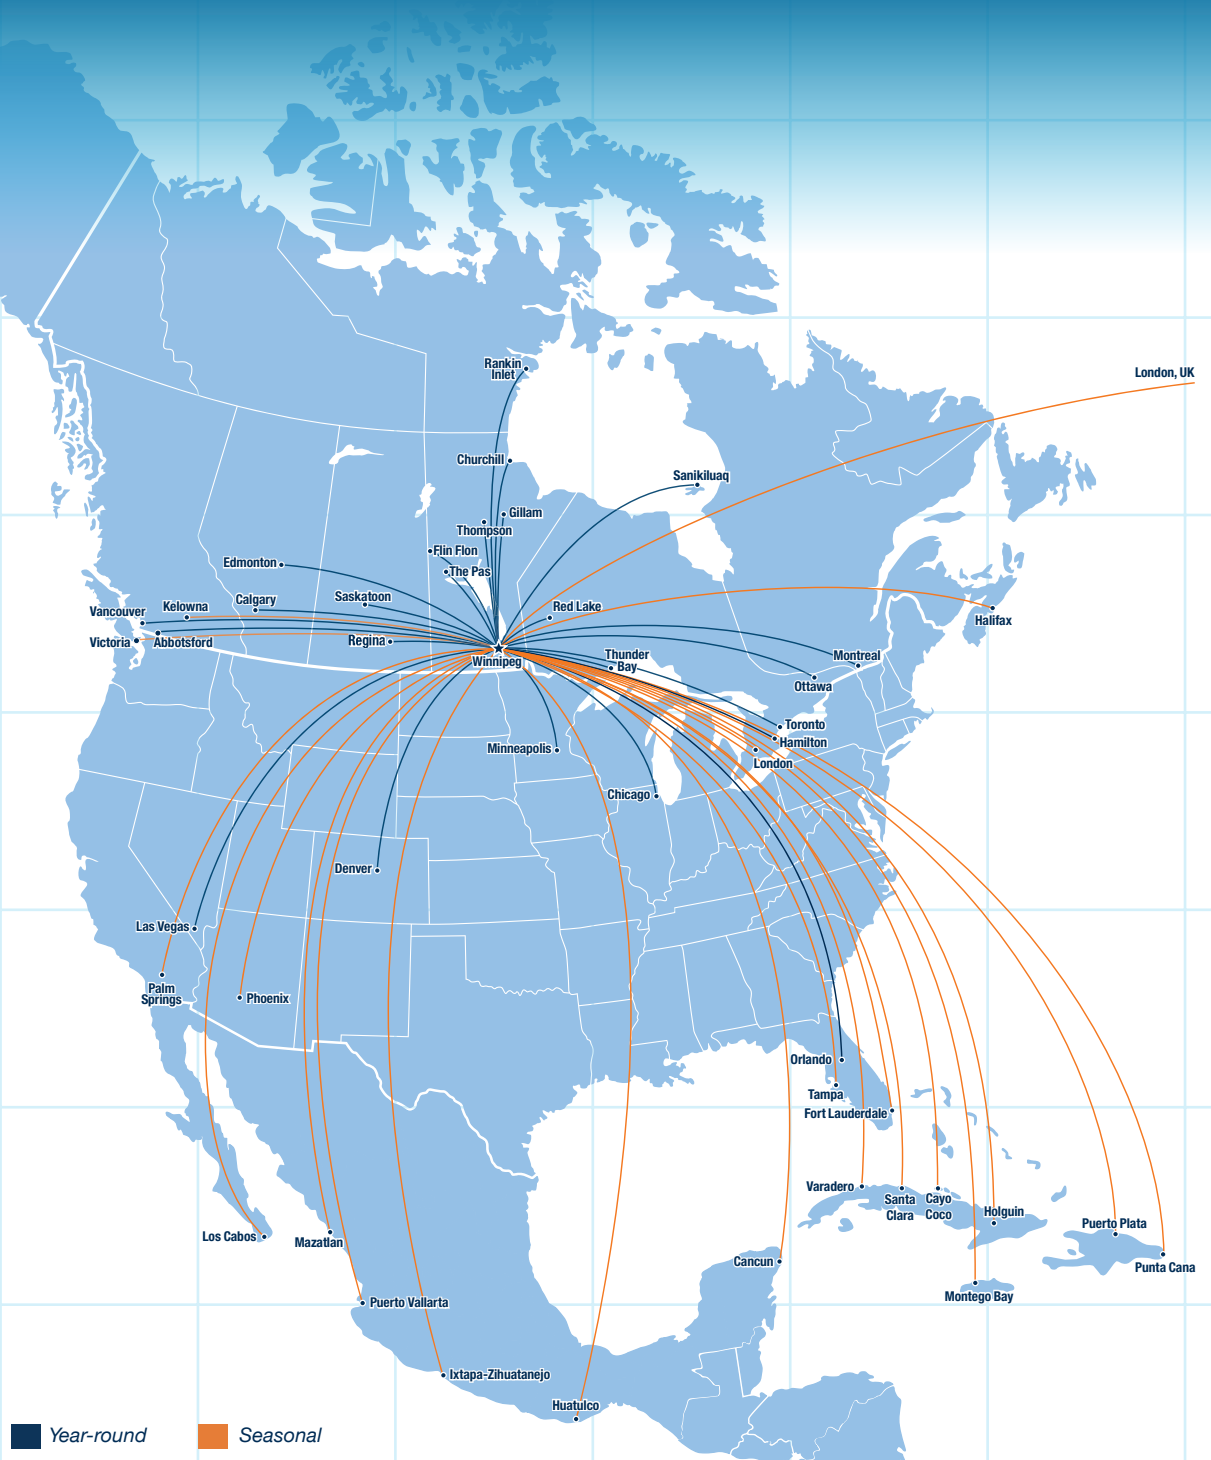 London, UK
Rankin
Inlet
Churchill
Sanikiluaq
Gillam
Thompson
Flin Flon
The Pas
Edmonton
Saskatoon
Calgary
Kelowna
Vancouver
Red Lake
Halifax
Victoria
Abbotsford
Regina
Winnipeg
Thunder
Bay
Montreal
Ottawa
Toronto
Hamilton
London
Minneapolis
Chicago
Denver
Las Vegas
Palm
Springs
Phoenix
Orlando
Tampa
Fort Lauderdale
Varadero
Santa
Clara
Cayo
Coco
Holguin
Puerto Plata
Punta Cana
Montego Bay
Los Cabos
Mazatlan
Cancun
Puerto Vallarta
Ixtapa-Zihuatanejo
Huatulco
Year-round
Seasonal